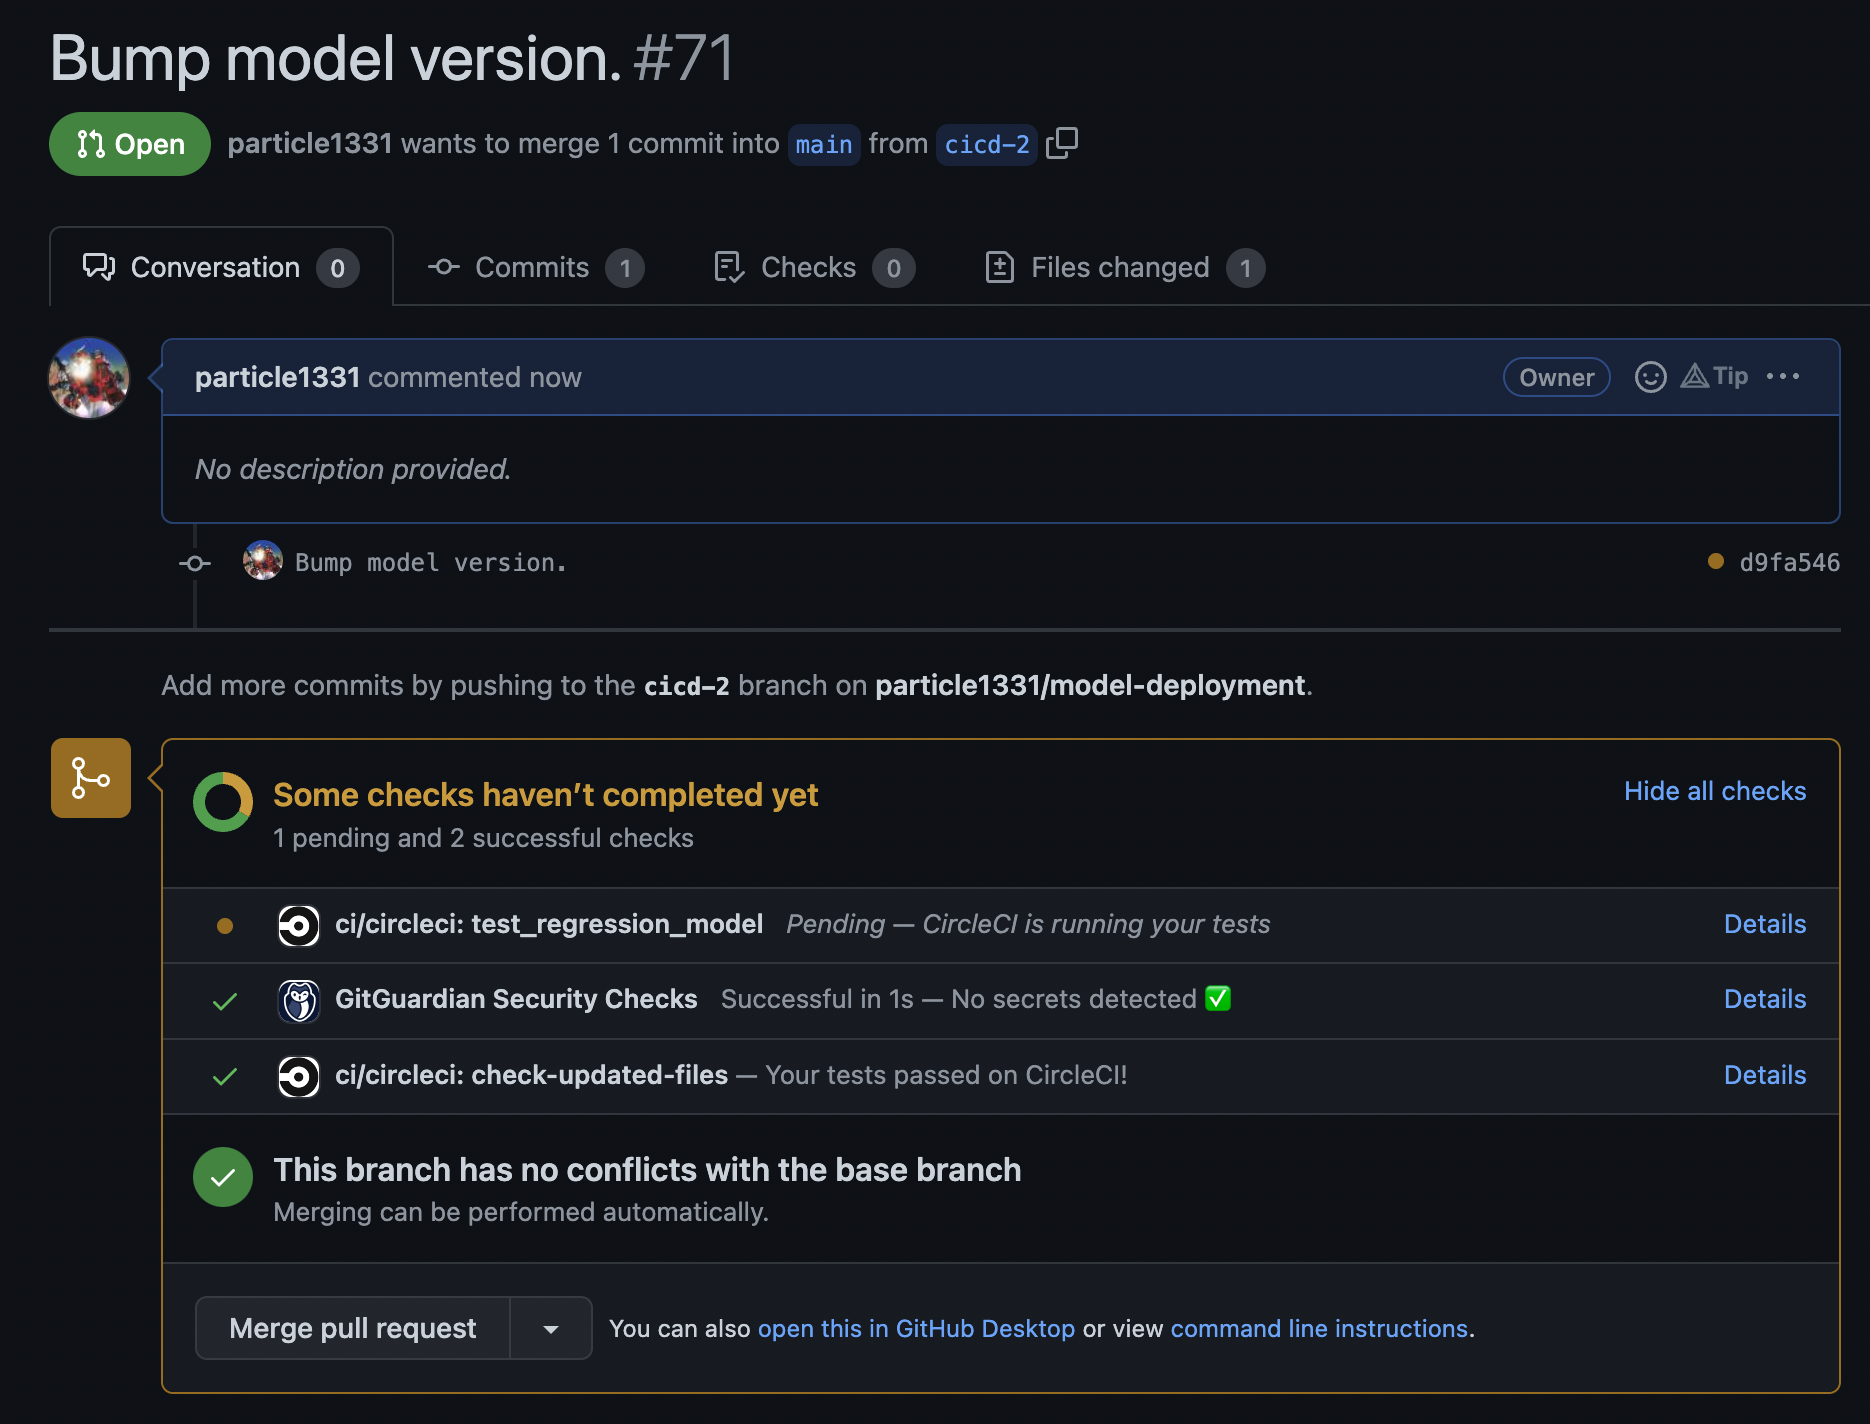 Bump model version. #71
Open particle1331 wants to merge 1 commit into main from cicd-2
Conversation 0 Commits 1 Checks 0 Files changed 1
particle1331 commented now Owner Tip
No description provided.
Bump model version. d9fa546
Add more commits by pushing to the cicd-2 branch on particle1331/model-deployment.
Some checks haven’t completed yet Hide all checks
1 pending and 2 successful checks
ci/circleci: test_regression_model Pending — CircleCI is running your tests Details
GitGuardian Security Checks Successful in 1s — No secrets detected ✅ Details
ci/circleci: check-updated-files — Your tests passed on CircleCI! Details
This branch has no conflicts with the base branch
Merging can be performed automatically.
Merge pull request You can also open this in GitHub Desktop or view command line instructions.